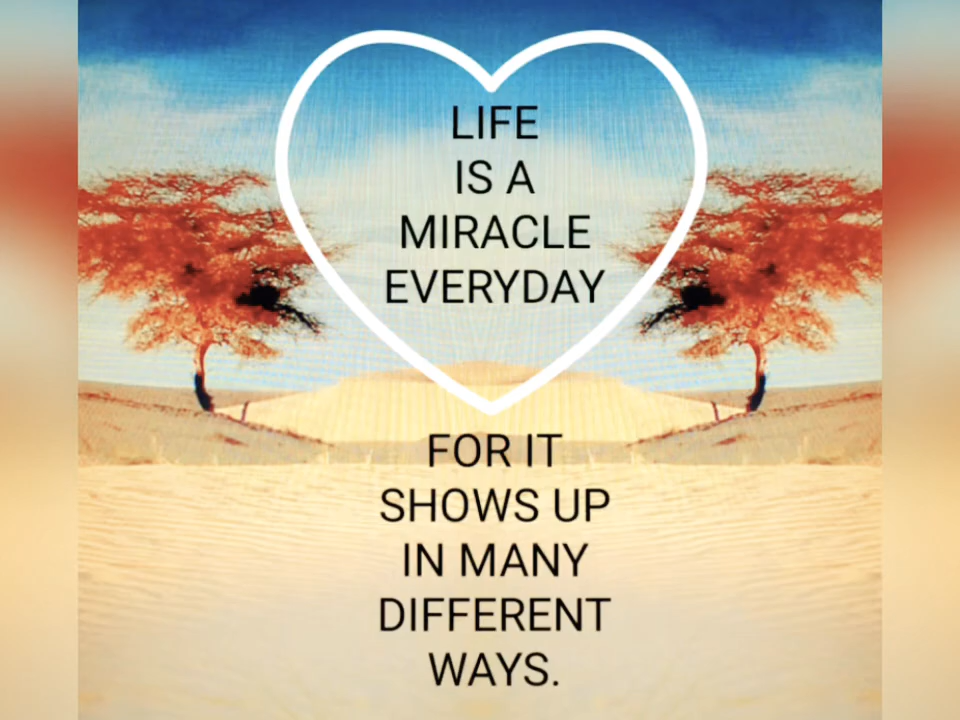 LIFE
IS A
MIRACLE
EVERYDAY
FOR IT
SHOWS UP
IN MANY
DIFFERENT
WAYS.